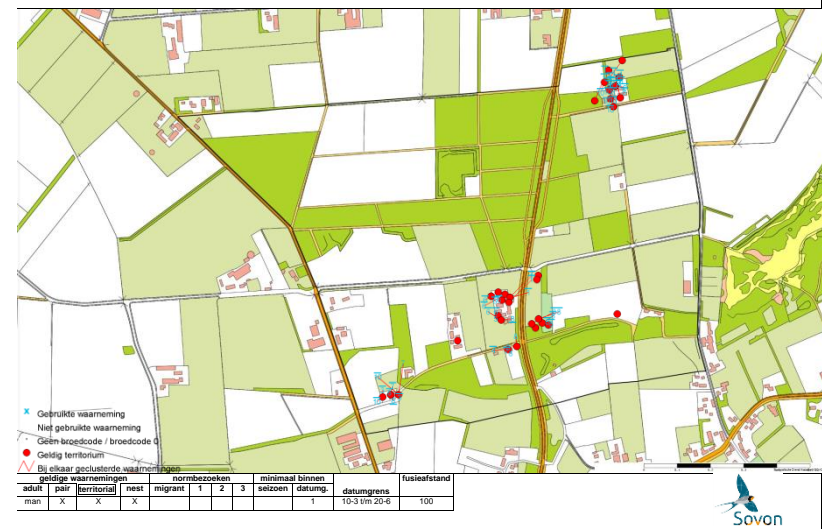 Gebruikte waarneming
Niet gebruikte waarneming
Geen broedcode / broedcode 0
Geldig territorium
Bij elkaar geclusterde waarnemingen
geldige waarnemingen normbezoeken minimaal binnen fusieafstand
adult pair territorial nest migrant 1 2 3 seizoen datumg. datumgrens
man X X X 1 10-3 t/m 20-6 100
Sovon